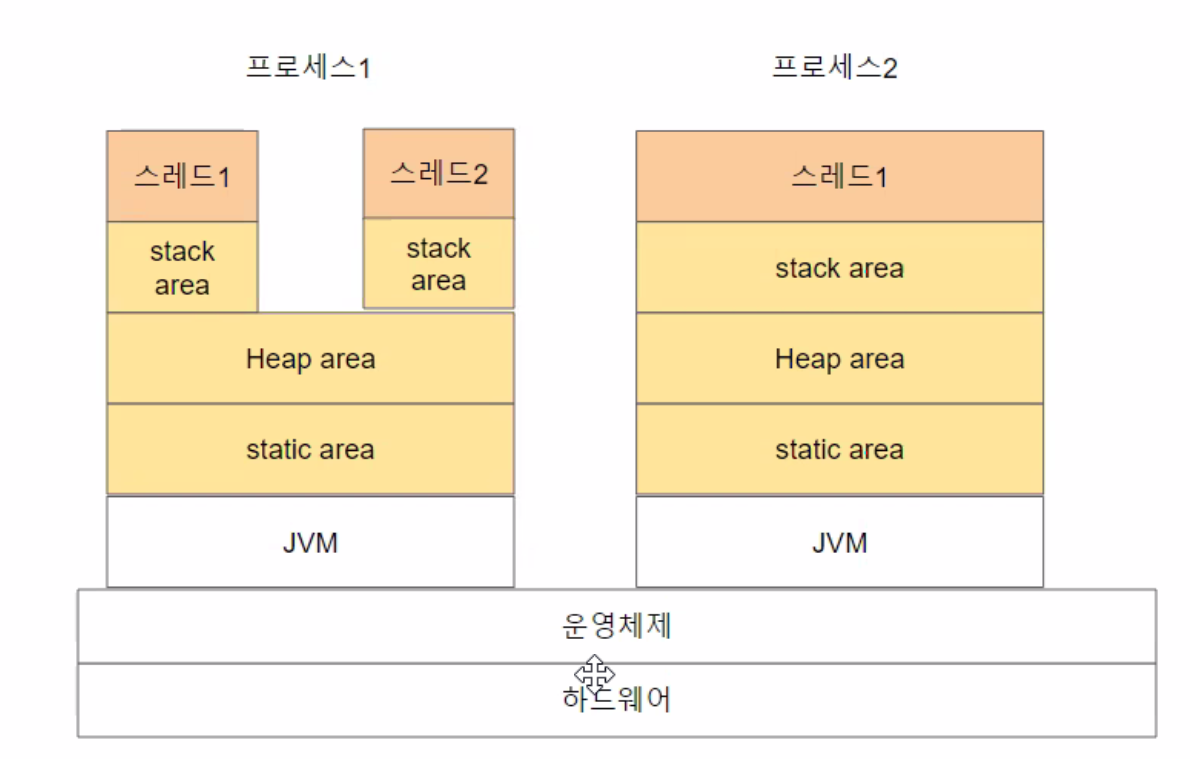 프로세스1
프로세스2
스레드1
스레드2
스레드1
stack
area
stack
area
stack area
Heap area
Heap area
static area
static area
JVM
JVM
운영체제
하드웨어